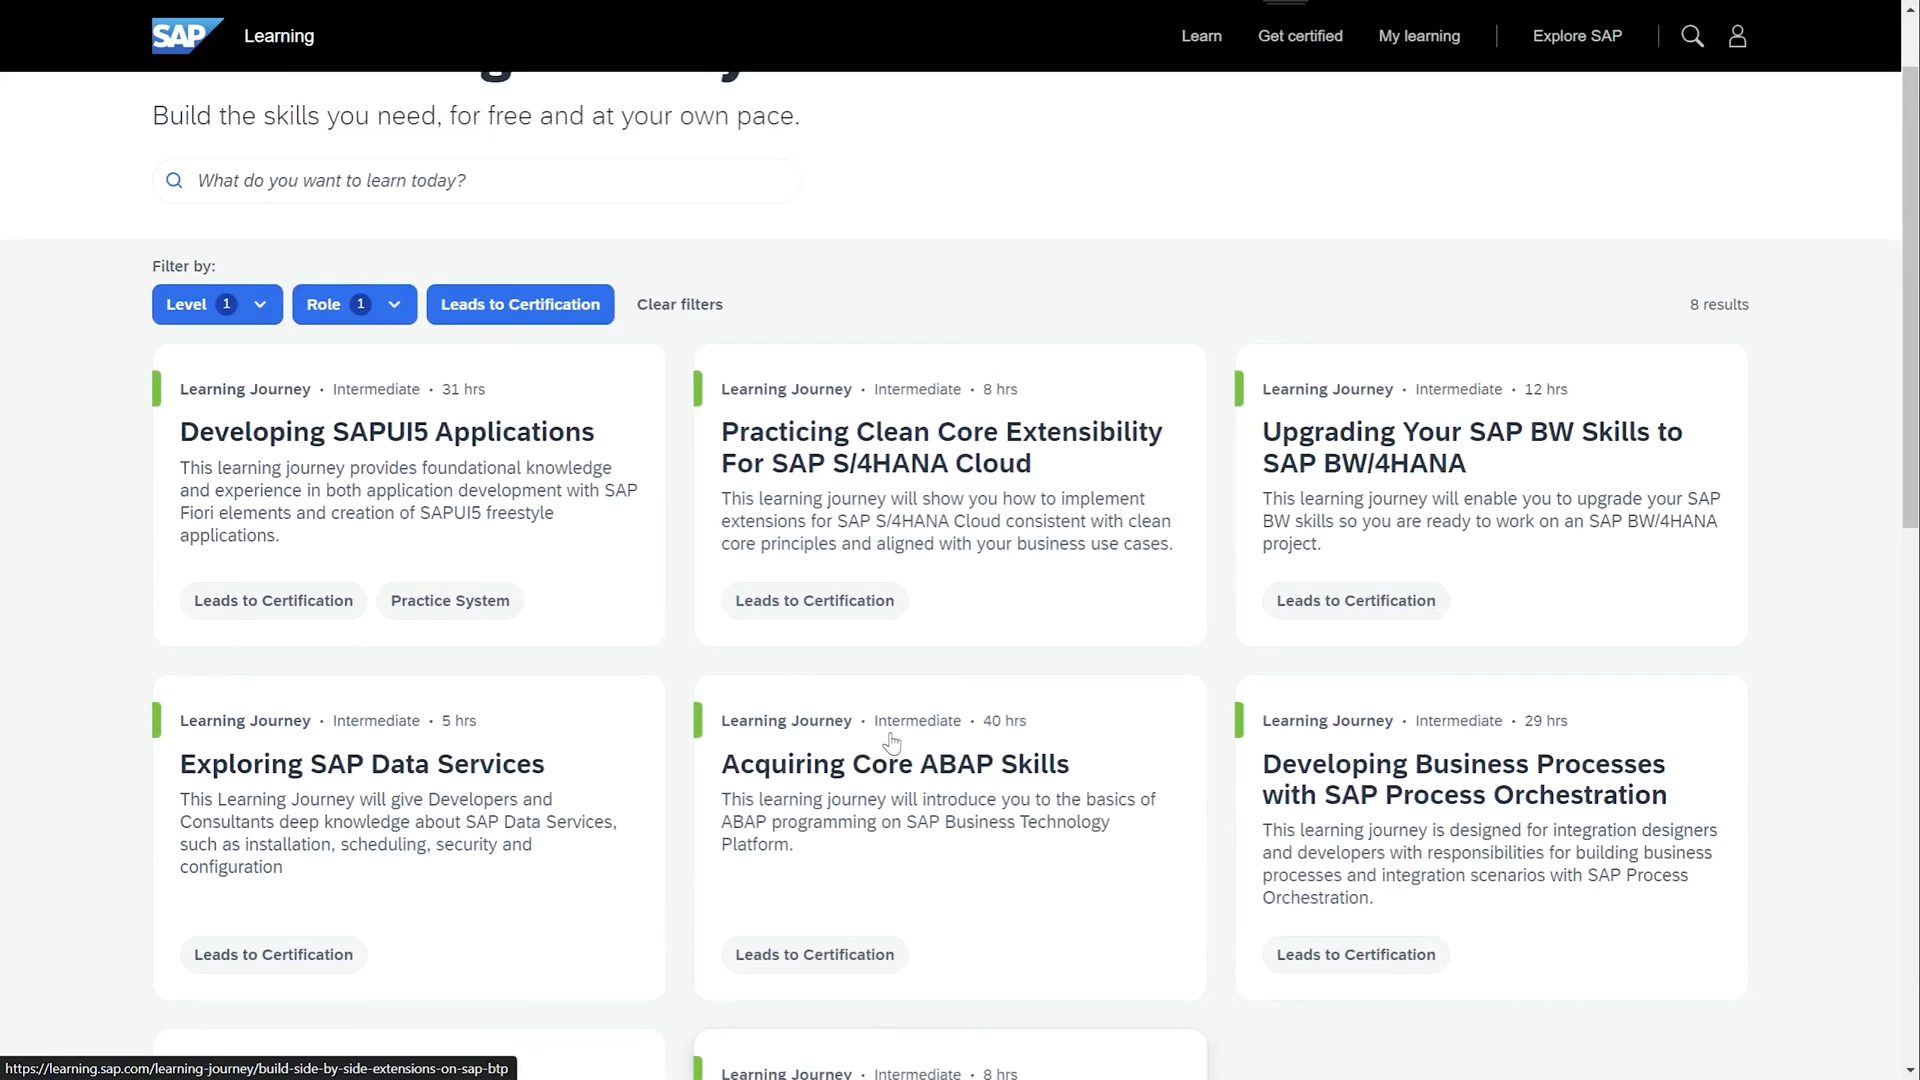 SAP Learning Learn Get certified My learning Explore SAP
Build the skills you need, for free and at your own pace.
What do you want to learn today?
Filter by:
Level 1 Role 1 Leads to Certification Clear filters 8 results
Learning Journey · Intermediate · 31 hrs
Developing SAPUI5 Applications
This learning journey provides foundational knowledge
and experience in both application development with SAP
Fiori elements and creation of SAPUI5 freestyle
applications.
Leads to Certification Practice System
Learning Journey · Intermediate · 8 hrs
Practicing Clean Core Extensibility
For SAP S/4HANA Cloud
This learning journey will show you how to implement
extensions for SAP S/4HANA Cloud consistent with clean
core principles and aligned with your business use cases.
Leads to Certification
Learning Journey · Intermediate · 12 hrs
Upgrading Your SAP BW Skills to
SAP BW/4HANA
This learning journey will enable you to upgrade your SAP
BW skills so you are ready to work on an SAP BW/4HANA
project.
Leads to Certification
Learning Journey · Intermediate · 5 hrs
Exploring SAP Data Services
This Learning Journey will give Developers and
Consultants deep knowledge about SAP Data Services,
such as installation, scheduling, security and
configuration
Leads to Certification
Learning Journey · Intermediate · 40 hrs
Acquiring Core ABAP Skills
This learning journey will introduce you to the basics of
ABAP programming on SAP Business Technology
Platform.
Leads to Certification
Learning Journey · Intermediate · 29 hrs
Developing Business Processes
with SAP Process Orchestration
This learning journey is designed for integration designers
and developers with responsibilities for building business
processes and integration scenarios with SAP Process
Orchestration.
Leads to Certification
Learning Journey · Intermediate · 8 hrs
https://learning.sap.com/learning-journey/build-side-by-side-extensions-on-sap-btp